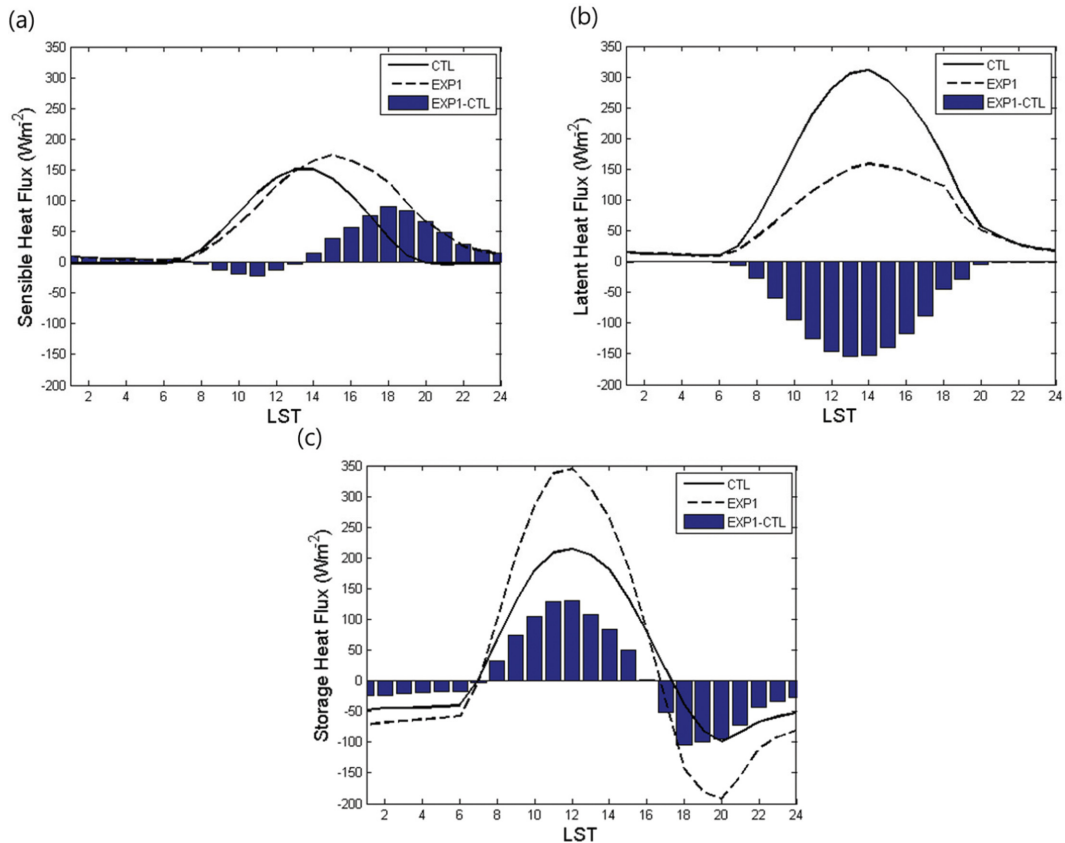 (a)
350
300
250
200
150
100
50
0
-50
-100
-150
-200
Sensible Heat Flux (Wm-2)
CTL
EXP1
EXP1-CTL
2 4 6 8 10 12 14 16 18 20 22 24
LST
(b)
350
300
250
200
150
100
50
0
-50
-100
-150
-200
Latent Heat Flux (Wm-2)
CTL
EXP1
EXP1-CTL
2 4 6 8 10 12 14 16 18 20 22 24
LST
(c)
350
300
250
200
150
100
50
0
-50
-100
-150
-200
Storage Heat Flux (Wm-2)
CTL
EXP1
EXP1-CTL
2 4 6 8 10 12 14 16 18 20 22 24
LST